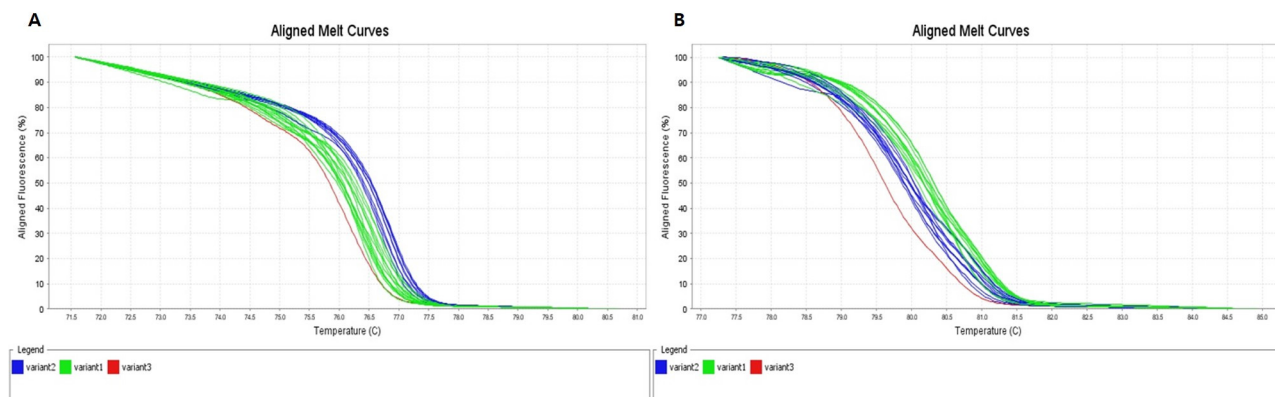 A
Aligned Melt Curves
Aligned Fluorescence (%)
100
90
80
70
60
50
40
30
20
10
0
71.5 72.0 72.5 73.0 73.5 74.0 74.5 75.0 75.5 76.0 76.5 77.0 77.5 78.0 78.5 79.0 79.5 80.0 80.5 81.0
Temperature (C)
Legend
variant2 variant1 variant3
B
Aligned Melt Curves
Aligned Fluorescence (%)
100
90
80
70
60
50
40
30
20
10
0
77.0 77.5 78.0 78.5 79.0 79.5 80.0 80.5 81.0 81.5 82.0 82.5 83.0 83.5 84.0 84.5 85.0
Temperature (C)
Legend
variant2 variant1 variant3